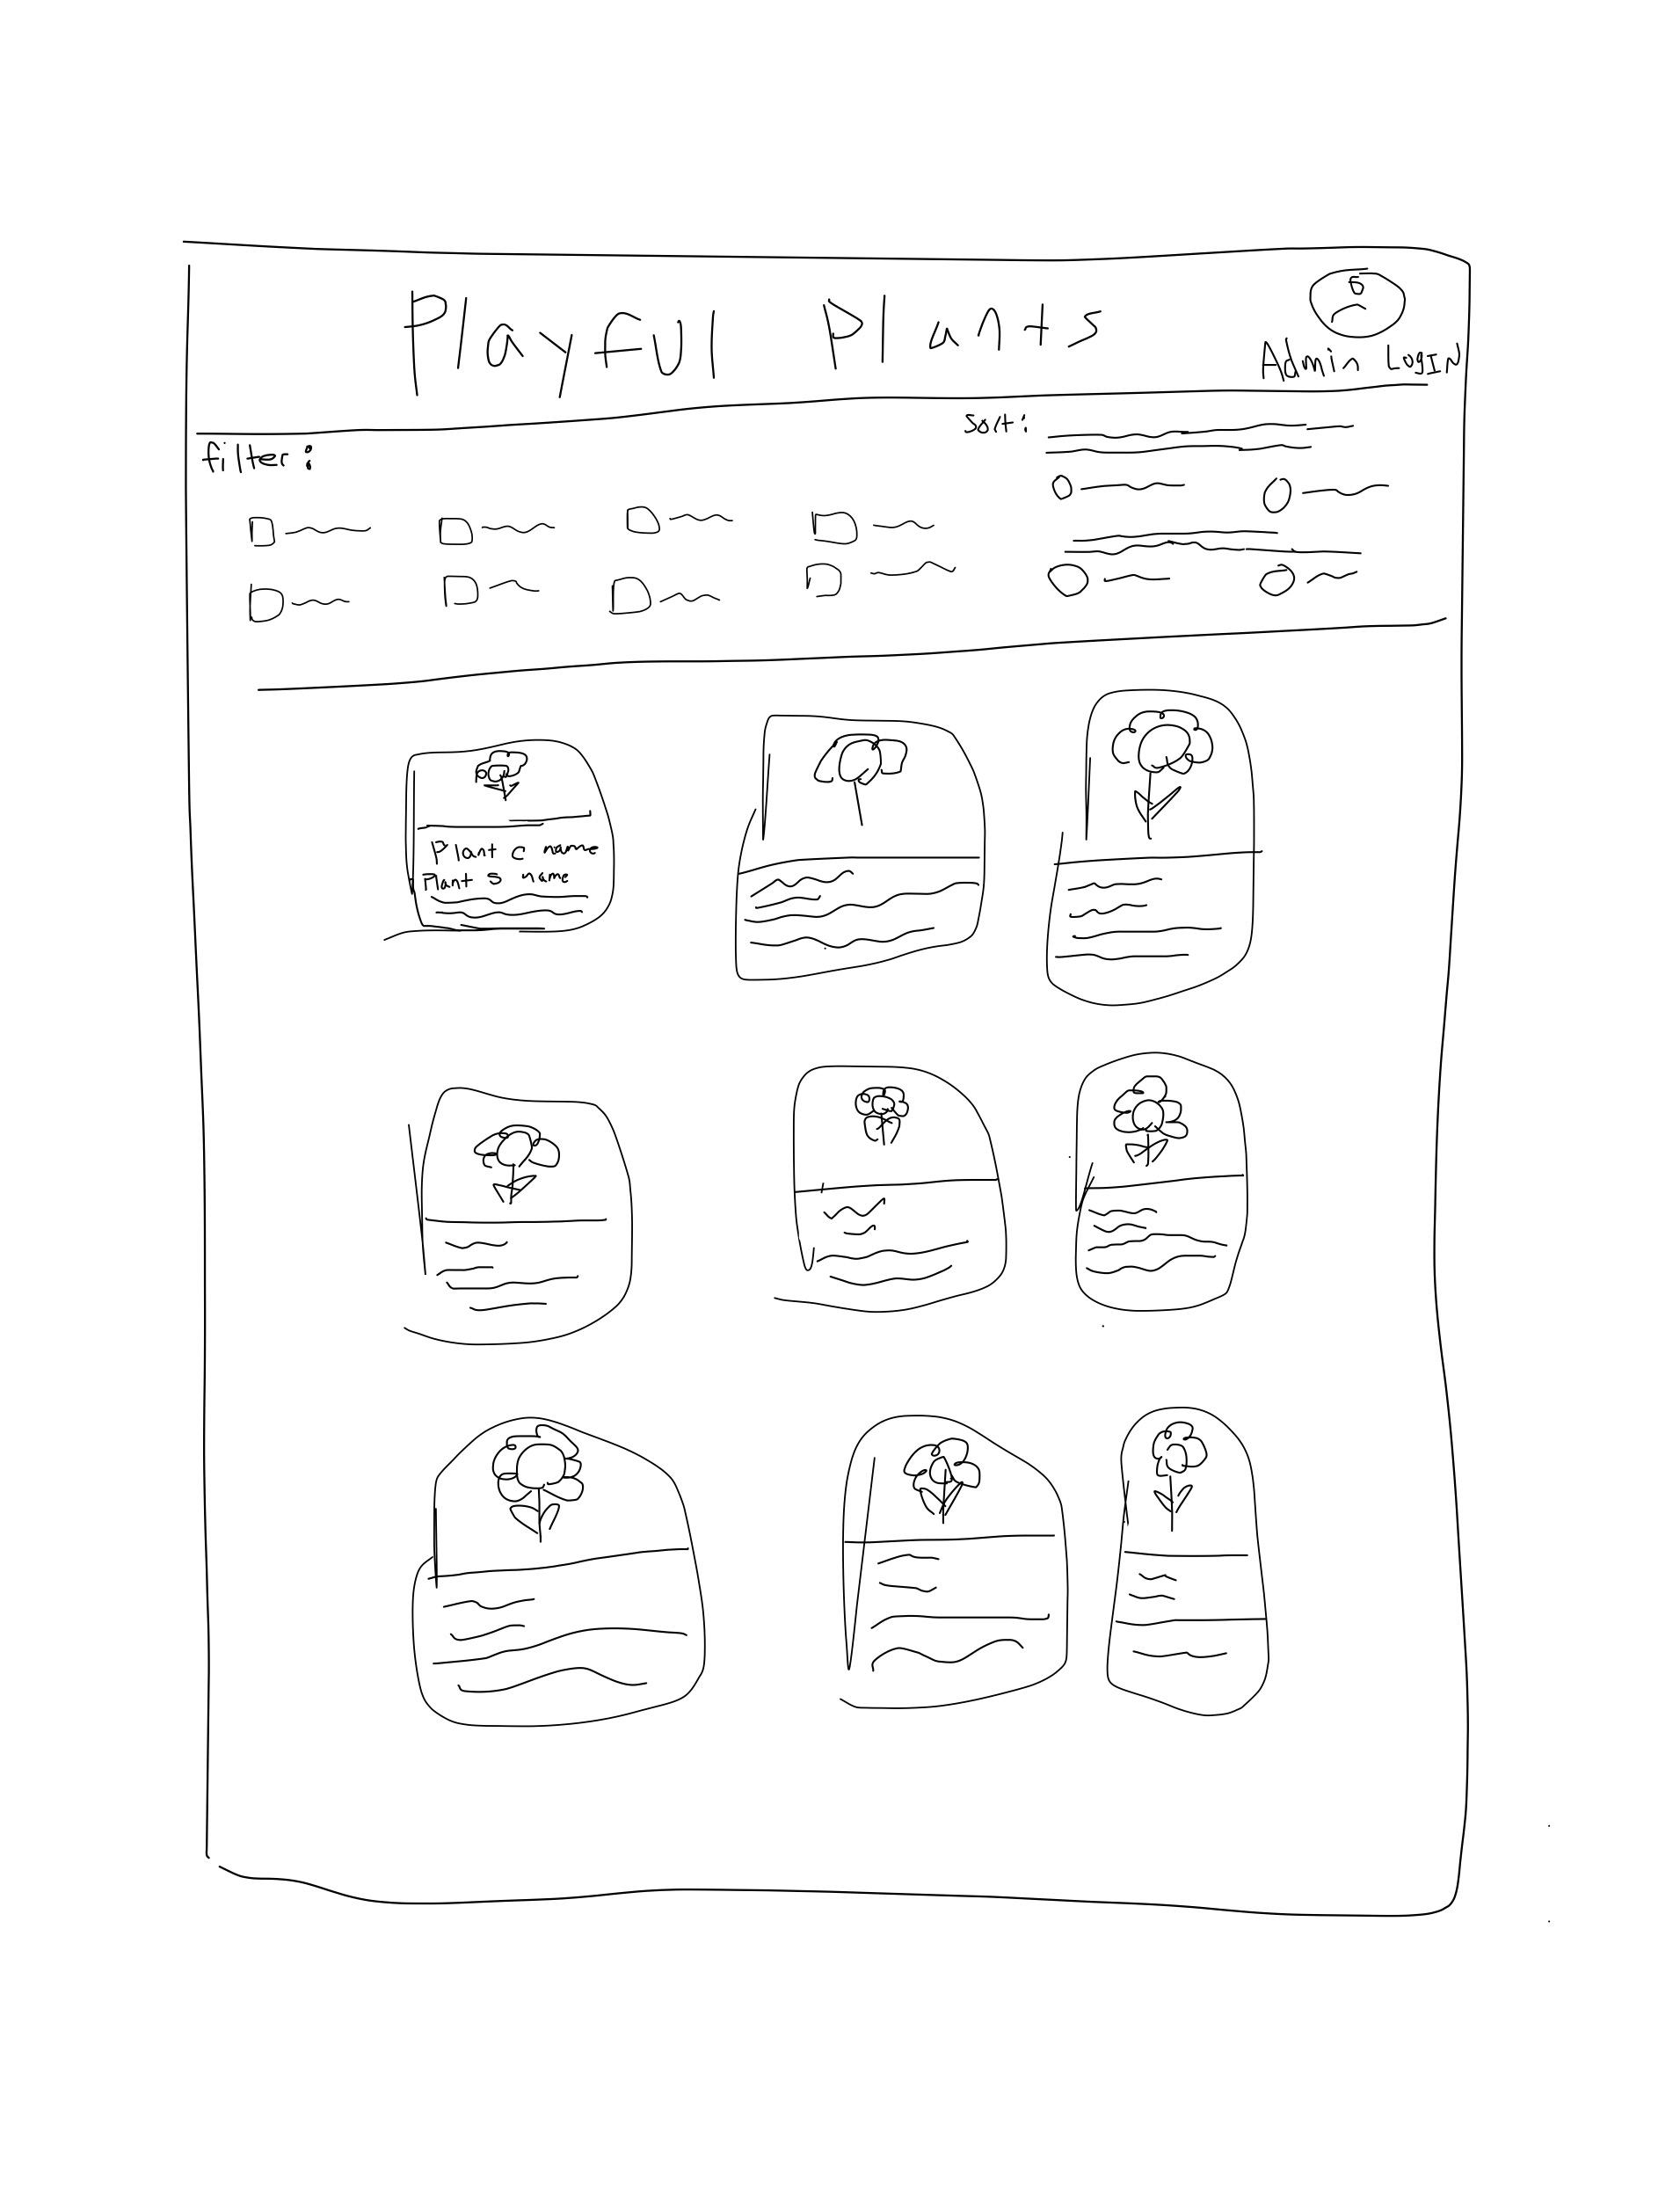 Playful Plants
Admin LogIN
filter:
sort:
Plant c name
Plant s name